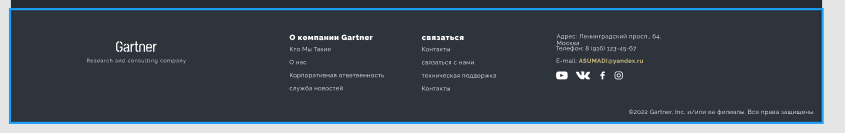 Gartner
Research and consulting company
О компании Gartner
Кто Мы Такие
О нас
Корпоративная ответственность
служба новостей
связаться
Контакты
связаться с нами
техническая поддержка
Контакты
Адрес: Ленинградский просп., 64,
Москва
Телефон: 8 (916) 123-45-67
E-mail: ASUMADI@yandex.ru
©2022 Gartner, Inc. и/или ее филиалы. Все права защищены.